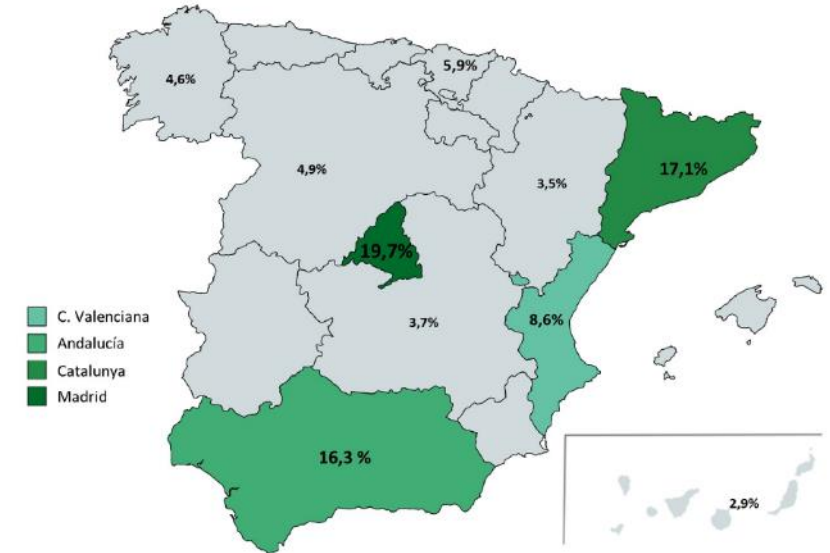 5,9%
4,6%
4,9%
3,5%
17,1%
19,7%
3,7%
8,6%
C. Valenciana
Andalucía
Catalunya
Madrid
16,3 %
2,9%